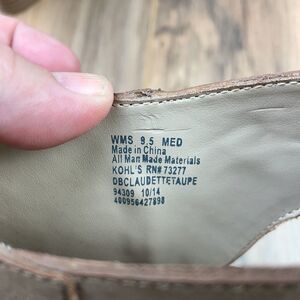 WMS 9.5 MED
Made in China
All Man Made Materials
KOHL'S RN# 73277
DBCLAUDETTETAUPE
94309 10/14
400956427898